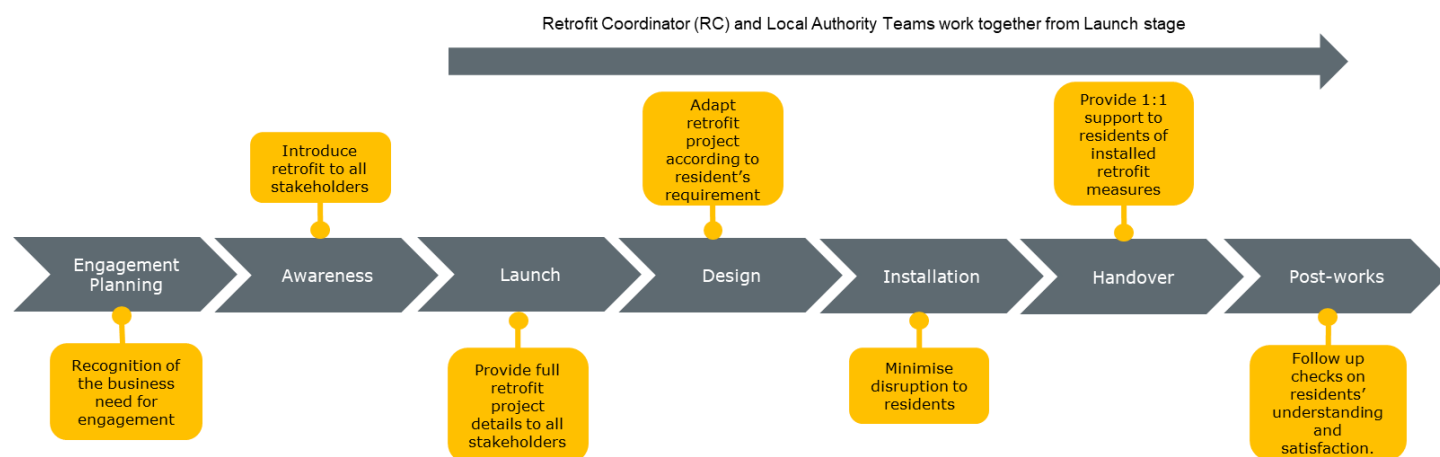 Retrofit Coordinator (RC) and Local Authority Teams work together from Launch stage
Introduce
retrofit to all
stakeholders
Adapt
retrofit
project
according to
resident’s
requirement
Provide 1:1
support to
residents of
installed
retrofit
measures
Engagement
Planning
Awareness
Launch
Design
Installation
Handover
Post-works
Recognition of
the business
need for
engagement
Provide full
retrofit
project
details to all
stakeholders
Minimise
disruption to
residents
Follow up
checks on
residents’
understanding
and
satisfaction.